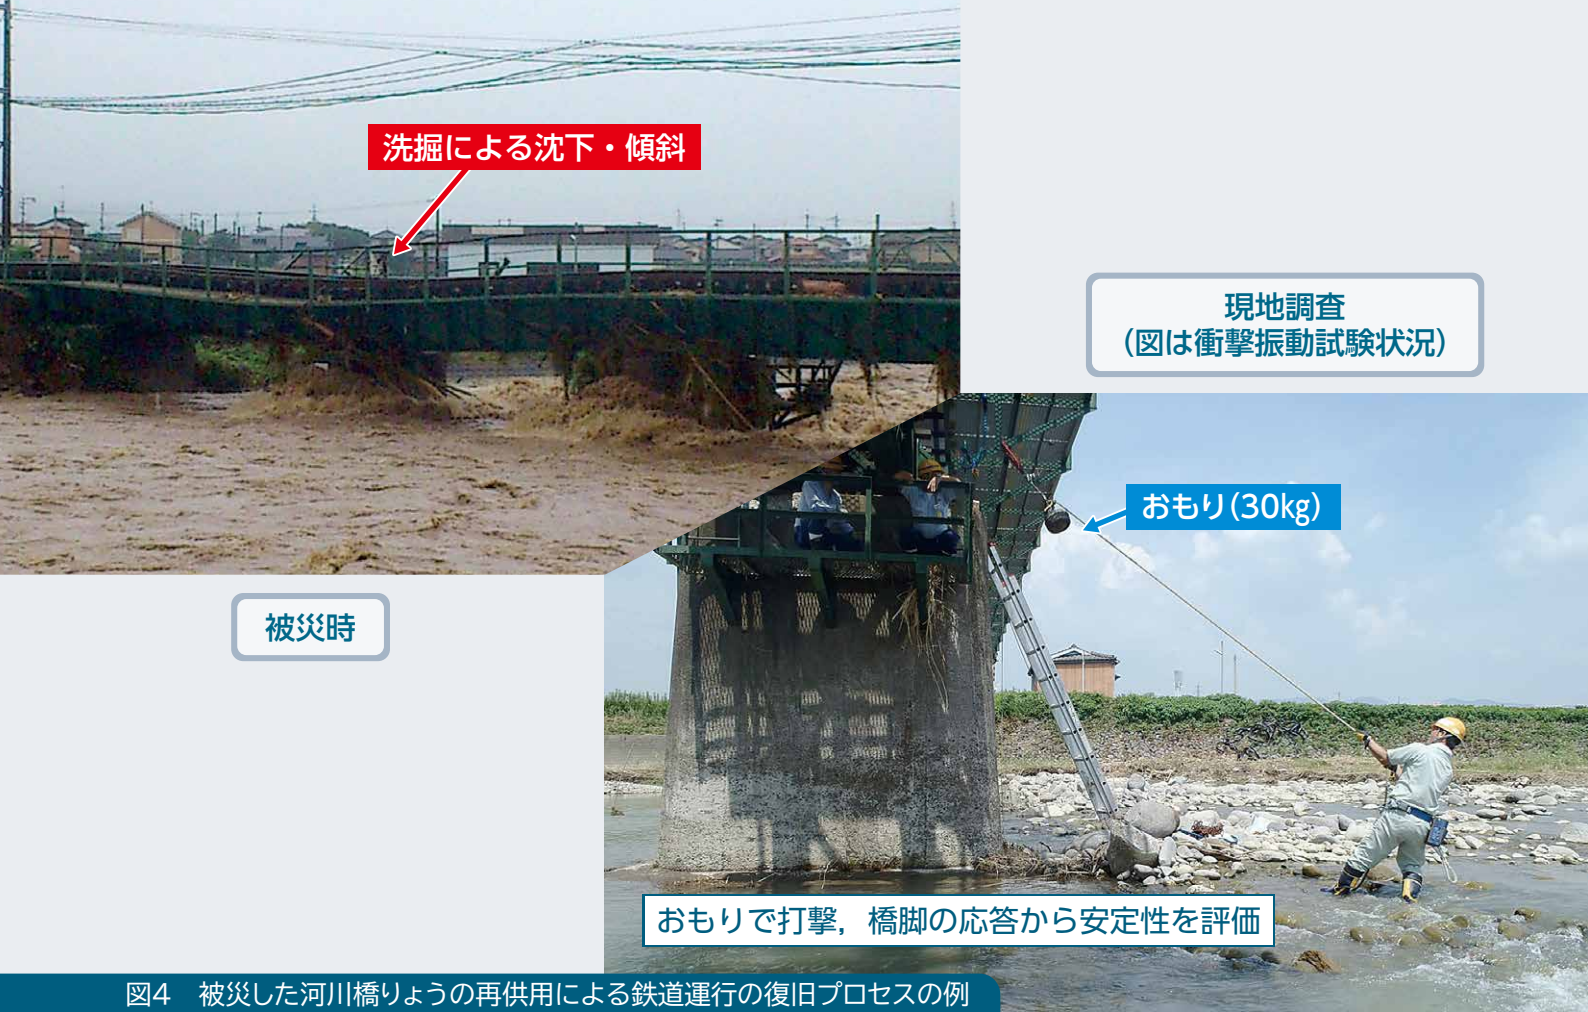 洗掘による沈下・傾斜
被災時
現地調査
（図は衝撃振動試験状況）
おもり(30kg)
おもりで打撃，橋脚の応答から安定性を評価
図4　被災した河川橋りょうの再供用による鉄道運行の復旧プロセスの例